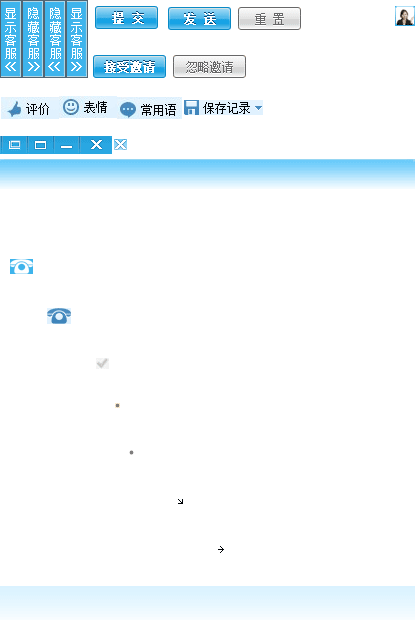 显示客服
隐藏客服
隐藏客服
显示客服
提 交
发 送
重 置
接受邀请
忽略邀请
评价
表情
常用语
保存记录